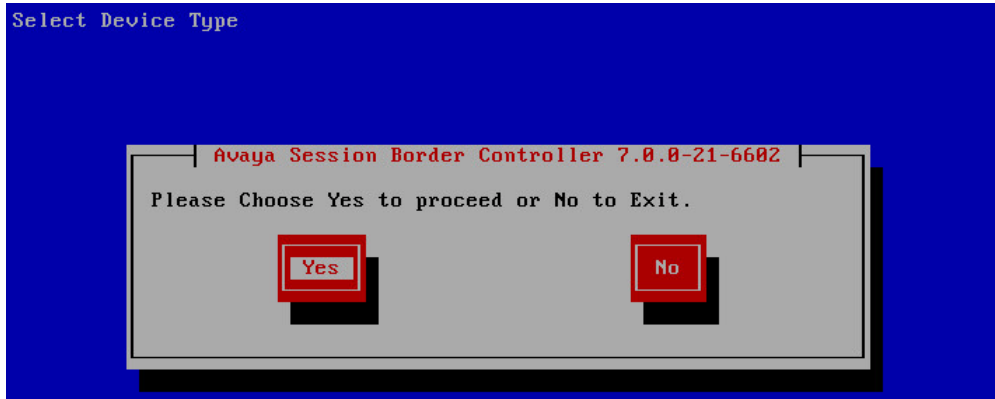 Select Device Type
Avaya Session Border Controller 7.0.0-21-6602
Please Choose Yes to proceed or No to Exit.
Yes No